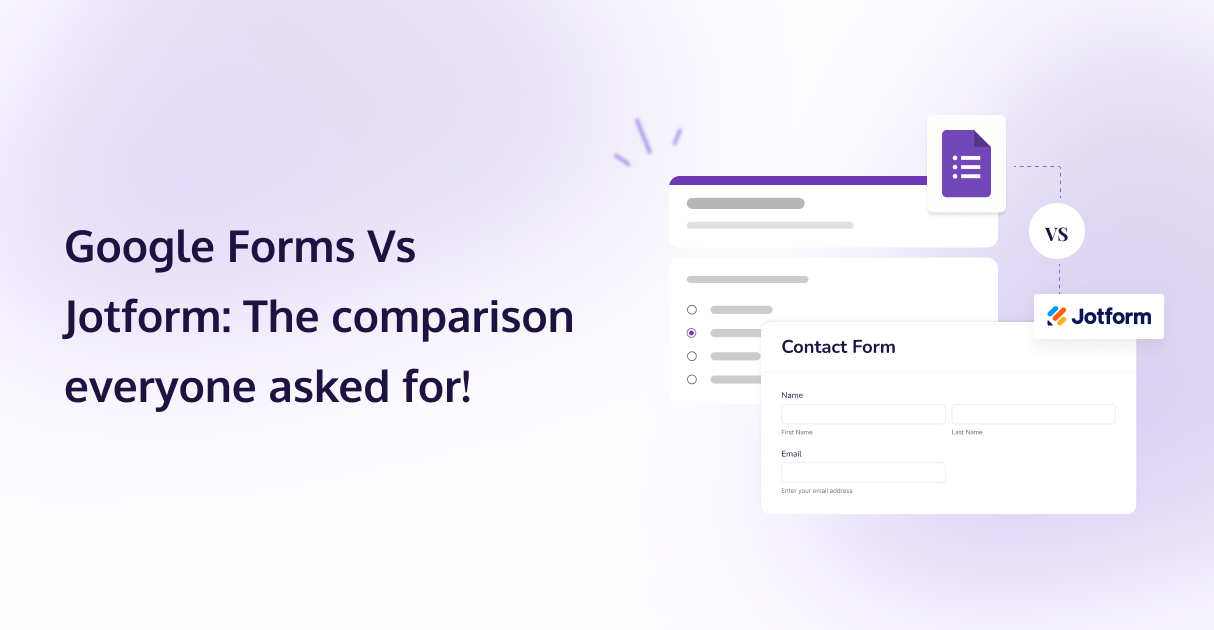 Google Forms Vs
Jotform: The comparison
everyone asked for!
VS
Jotform
Contact Form
Name
First Name
Last Name
Email
Enter your email address